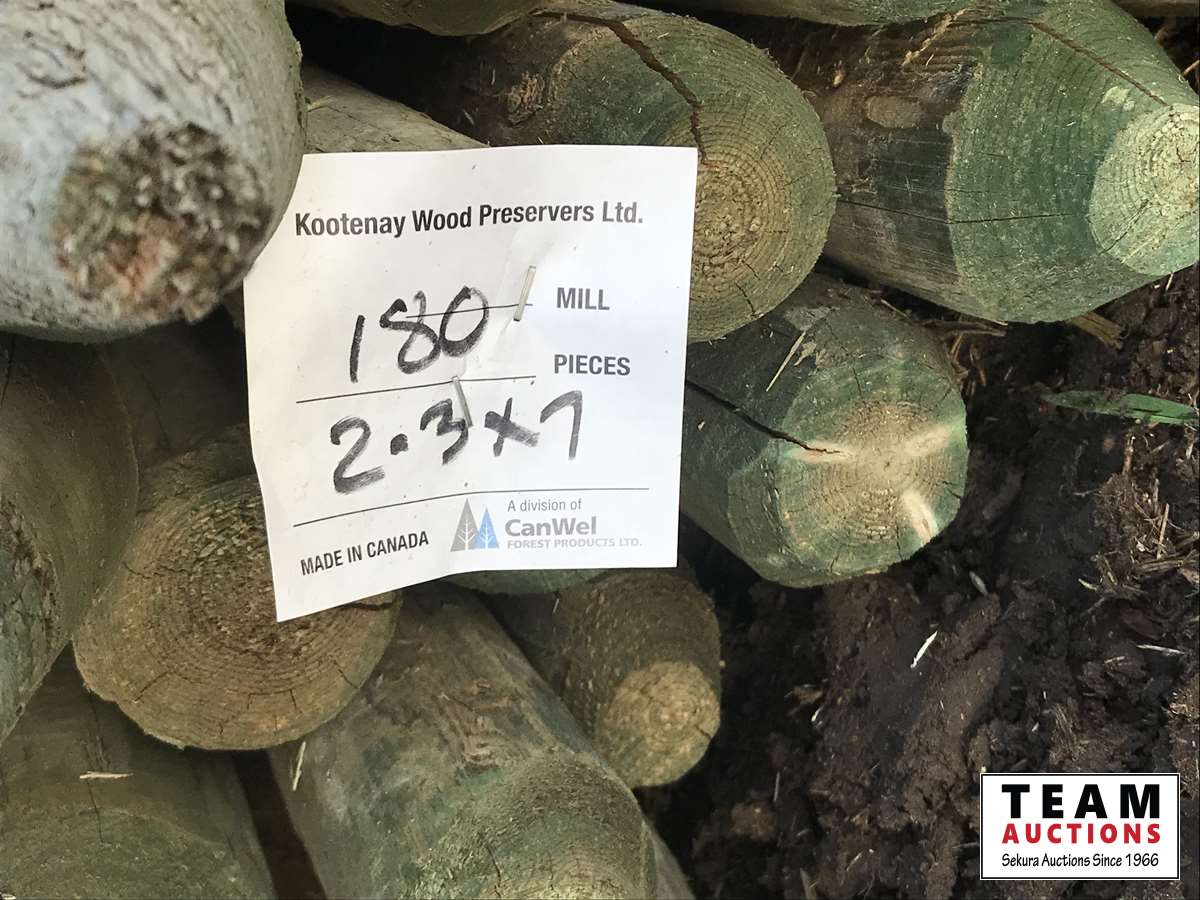 Kootenay Wood Preservers Ltd.
180 MILL
PIECES
2.3x7
MADE IN CANADA
A division of
CanWel
FOREST PRODUCTS LTD.
TEAM
AUCTIONS
Sekura Auctions Since 1966